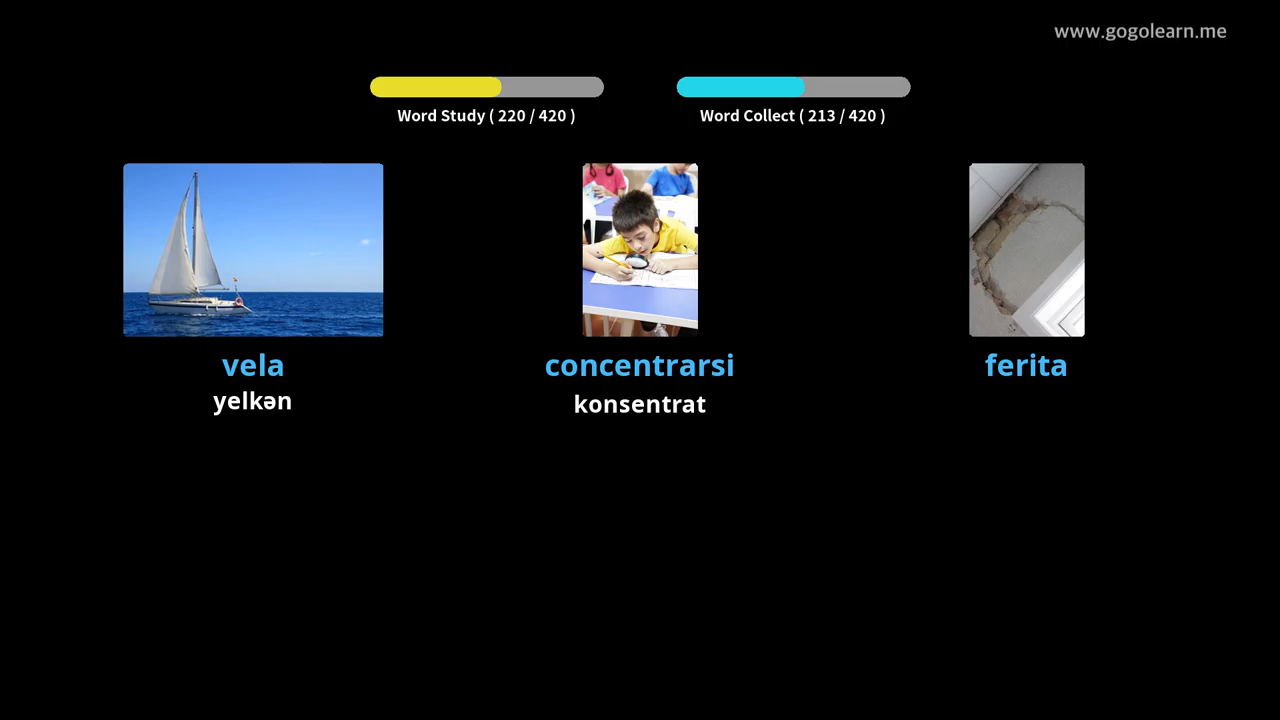 www.gogolearn.me
Word Study ( 220 / 420 )
Word Collect ( 213 / 420 )
vela
yelkən
concentrarsi
konsentrat
ferita